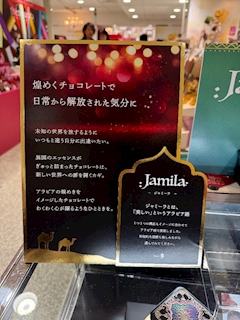 煌めくチョコレートで
日常から解放された気分に
未知の世界を旅するように
いつもと違う自分に出逢いたい。
異国のエッセンスが
ぎゅっと詰まったチョコレートは、
新しい世界への扉を開くカギ。
アラビアの煌めきを
イメージしたチョコレートで
わくわく心が躍るようなひとときを。
Jamila
ジャミーラ
ジャミーラとは、
「美しい」というアラビア語